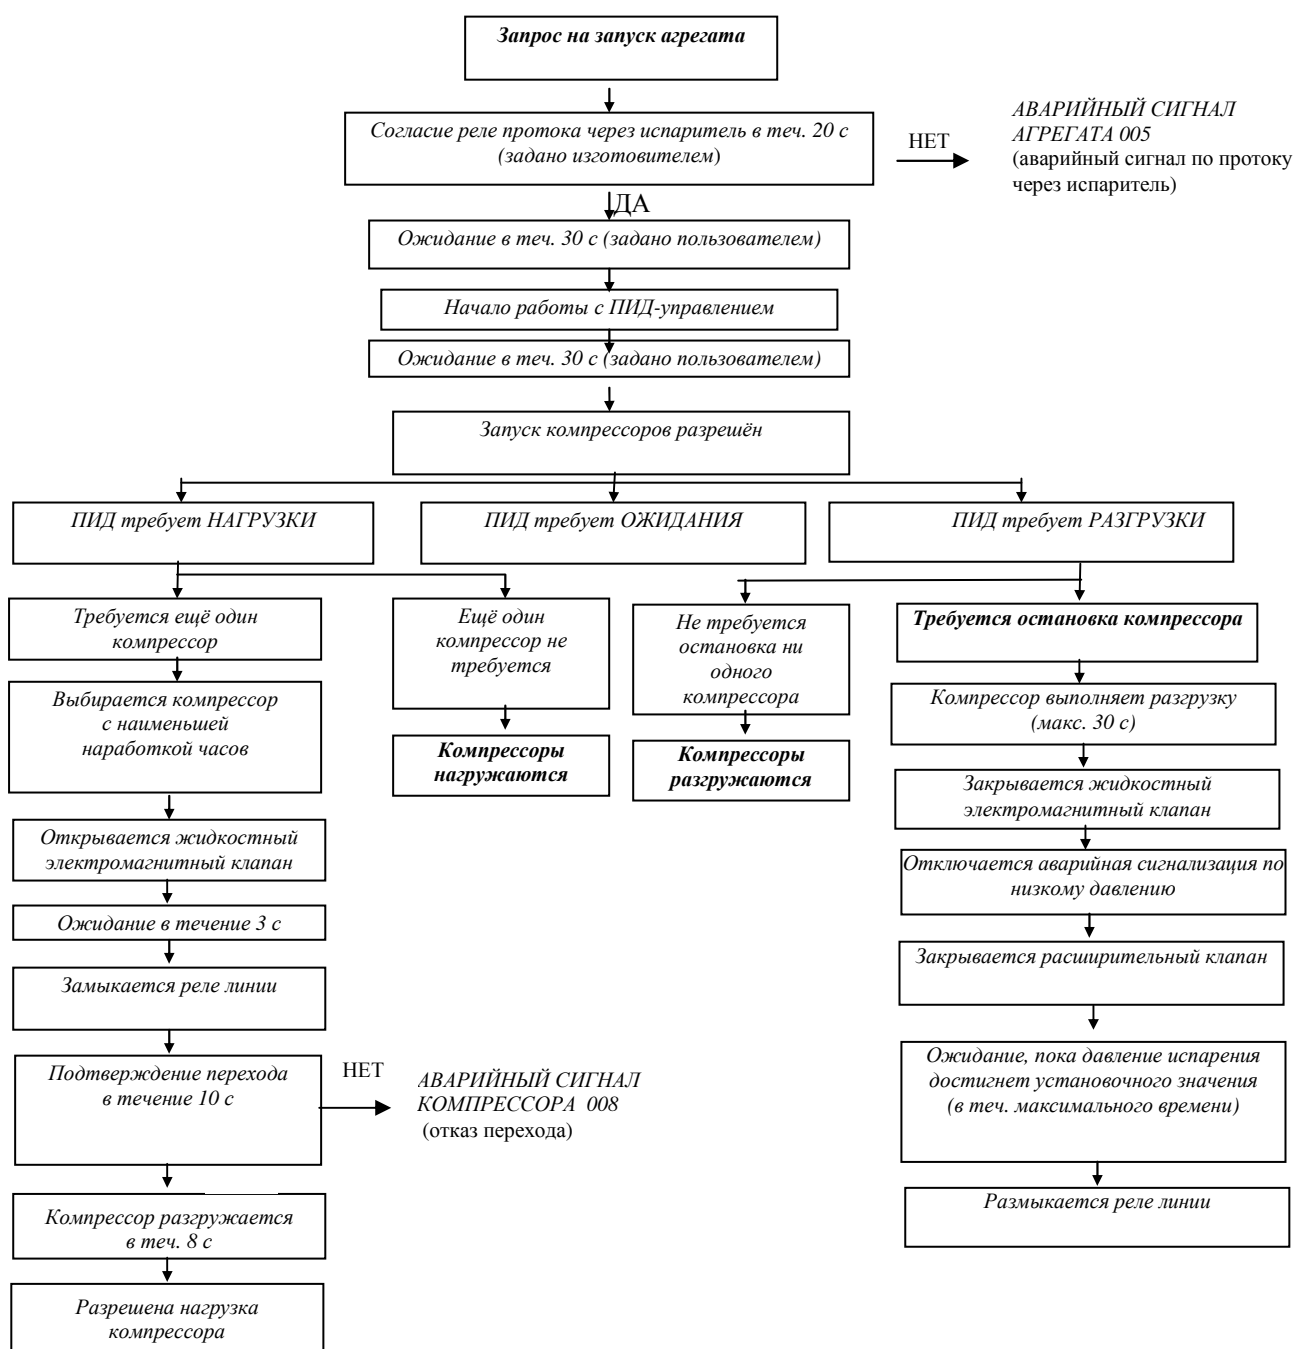 Запрос на запуск агрегата
Согласие реле протока через испаритель в теч. 20 с
(задано изготовителем)
НЕТ
АВАРИЙНЫЙ СИГНАЛ
АГРЕГАТА 005
(аварийный сигнал по протоку
через испаритель)
ДА
Ожидание в теч. 30 с (задано пользователем)
Начало работы с ПИД-управлением
Ожидание в теч. 30 с (задано пользователем)
Запуск компрессоров разрешён
ПИД требует НАГРУЗКИ
ПИД требует ОЖИДАНИЯ
ПИД требует РАЗГРУЗКИ
Требуется ещё один
компрессор
Ещё один
компрессор не
требуется
Не требуется
остановка ни
одного
компрессора
Требуется остановка компрессора
Выбирается компрессор
с наименьшей
наработкой часов
Компрессоры
нагружаются
Компрессоры
разгружаются
Компрессор выполняет разгрузку
(макс. 30 с)
Закрывается жидкостный
электромагнитный клапан
Открывается жидкостный
электромагнитный клапан
Отключается аварийная сигнализация по
низкому давлению
Ожидание в течение 3 с
Закрывается расширительный клапан
Замыкается реле линии
Ожидание, пока давление испарения
достигнет установочного значения
(в теч. максимального времени)
Подтверждение перехода
в течение 10 с
НЕТ
АВАРИЙНЫЙ СИГНАЛ
КОМПРЕССОРА 008
(отказ перехода)
Размыкается реле линии
Компрессор разгружается
в теч. 8 с
Разрешена нагрузка
компрессора